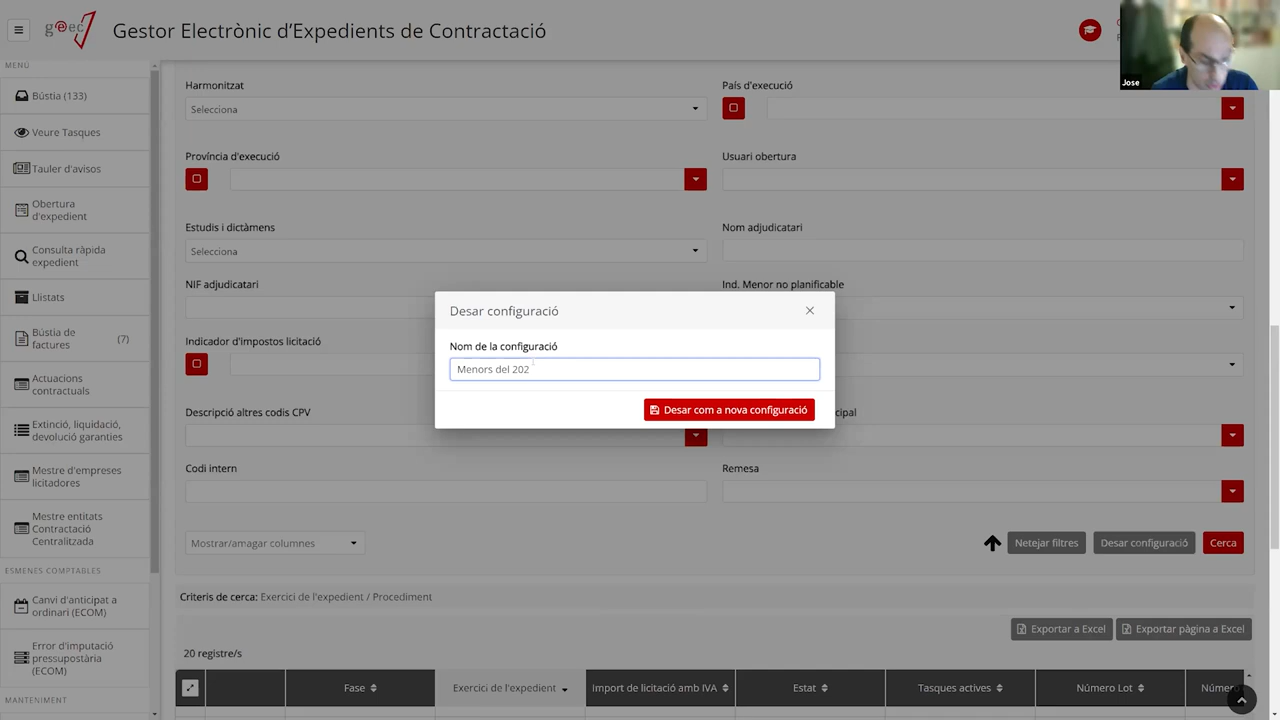 geec
Gestor Electrònic d'Expedients de Contractació
Jose
MENÚ
Bústia (133)
Veure Tasques
Tauler d'avisos
Obertura
d'expedient
Consulta ràpida
expedient
Llistats
Bústia de
factures
(7)
Actuacions
contractuals
Extinció, liquidació,
devolució garanties
Mestre d'empreses
licitadores
Mestre entitats
Contractació
Centralitzada
ESMENES COMPTABLES
Canvi d'anticipat a
ordinari (ECOM)
Error d'imputació
pressupostària
(ECOM)
MANTENIMENT
Harmonitzat
País d'execució
Selecciona
Província d'execució
Usuari obertura
Estudis i dictàmens
Nom adjudicatari
Selecciona
NIF adjudicatari
Ind. Menor no planificable
Desar configuració
Indicador d'impostos licitació
Nom de la configuració
Menors del 202
Desar com a nova configuració
Descripció altres codis CPV
Codi intern
Remesa
Mostrar/amagar columnes
Netejar filtres
Desar configuració
Cerca
Criteris de cerca: Exercici de l'expedient / Procediment
Exportar a Excel
Exportar pàgina a Excel
20 registre/s
Fase
Exercici de l'expedient
Import de licitació amb IVA
Estat
Tasques actives
Número Lot